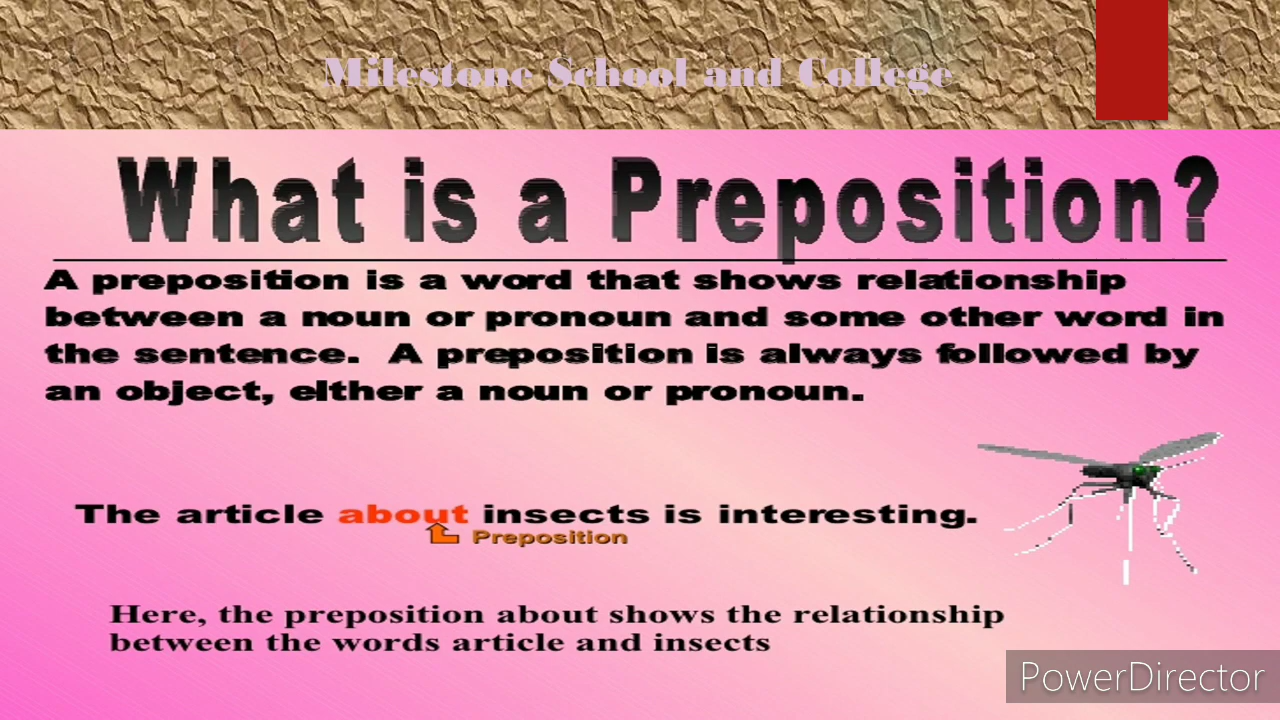 Milestone School and College
What is a Preposition?
A preposition is a word that shows relationship
between a noun or pronoun and some other word in
the sentence. A preposition is always followed by
an object, either a noun or pronoun.
The article about insects is interesting.
Preposition
Here, the preposition about shows the relationship
between the words article and insects
PowerDirector